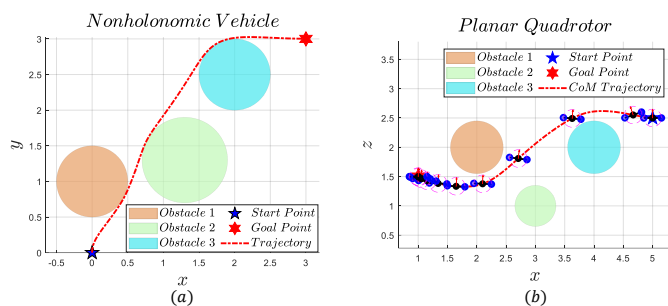 Nonholonomic Vehicle
3
2.5
2
1.5
1
0.5
0
y
-0.5 0 0.5 1 1.5 2 2.5 3
x
Obstacle 1 Start Point
Obstacle 2 Goal Point
Obstacle 3 Trajectory
(a)
Planar Quadrotor
3.5
3
2.5
2
1.5
1
0.5
z
1 1.5 2 2.5 3 3.5 4 4.5 5
x
Obstacle 1 Start Point
Obstacle 2 Goal Point
Obstacle 3 CoM Trajectory
(b)